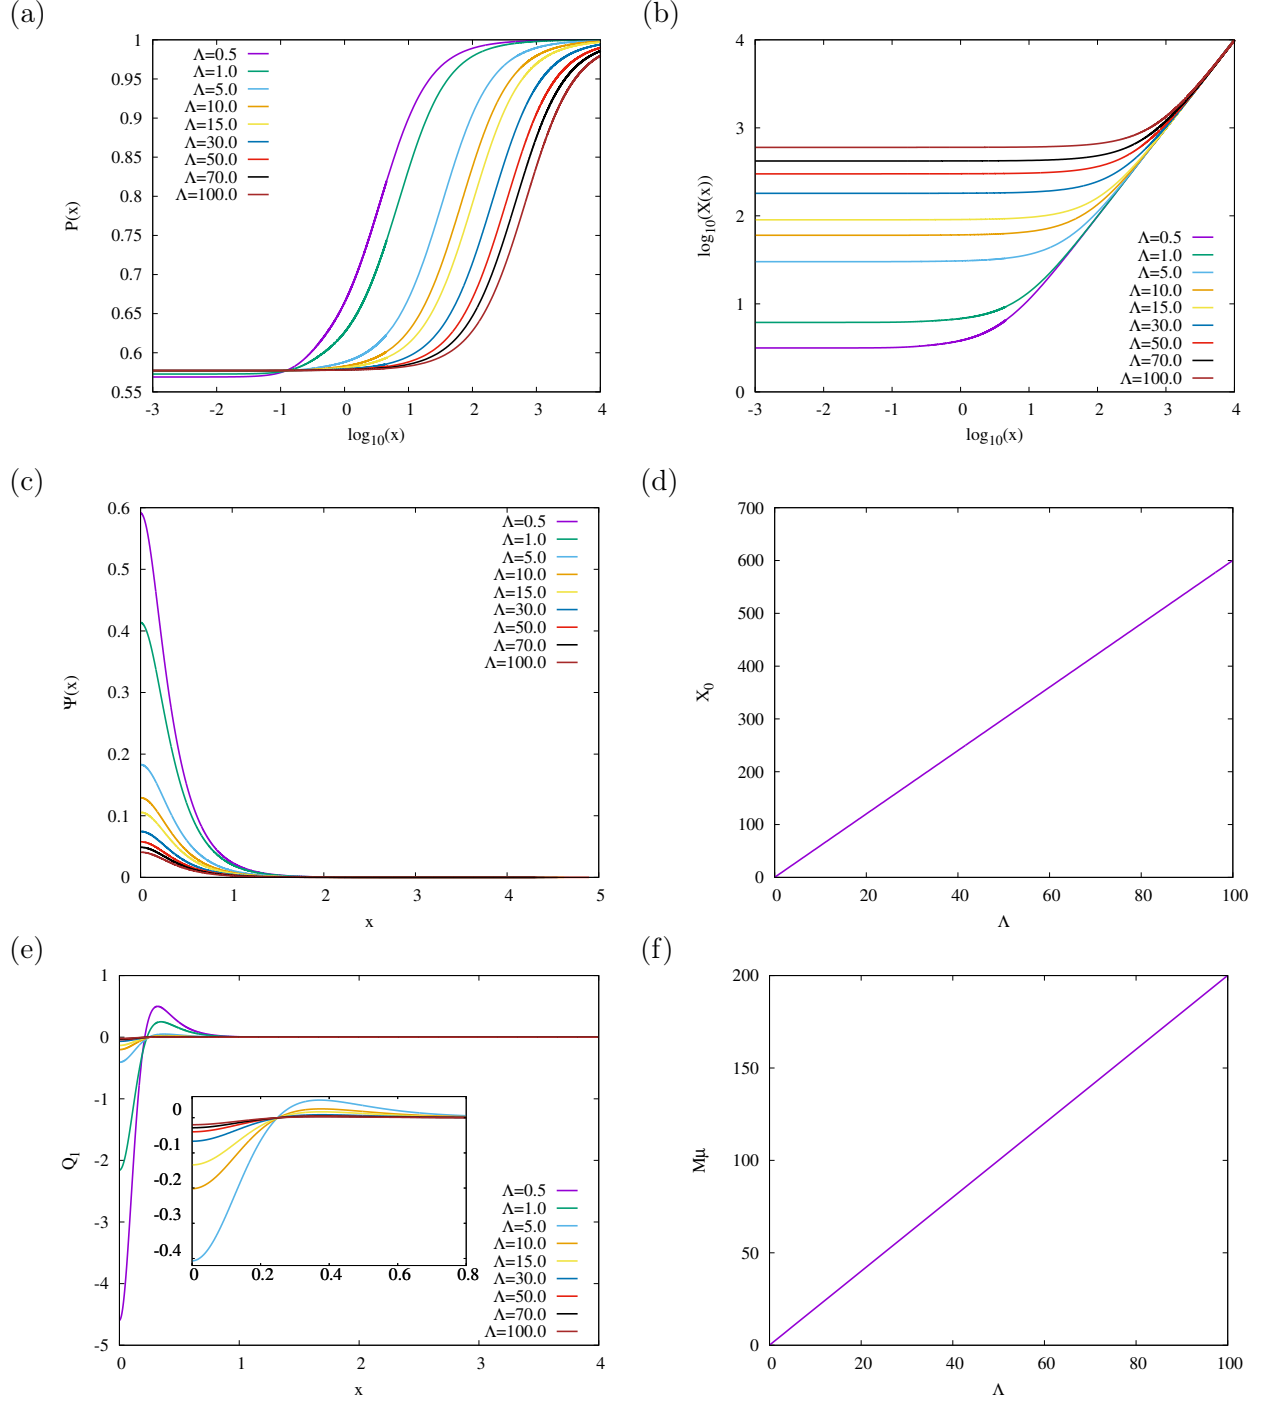 (a)
1
0.95
0.9
0.85
0.8
0.75
0.7
0.65
0.6
0.55
P(x)
Λ=0.5
Λ=1.0
Λ=5.0
Λ=10.0
Λ=15.0
Λ=30.0
Λ=50.0
Λ=70.0
Λ=100.0
-3 -2 -1 0 1 2 3 4
log₁₀(x)
(b)
4
3
2
1
0
log₁₀(X(x))
Λ=0.5
Λ=1.0
Λ=5.0
Λ=10.0
Λ=15.0
Λ=30.0
Λ=50.0
Λ=70.0
Λ=100.0
-3 -2 -1 0 1 2 3 4
log₁₀(x)
(c)
0.6
0.5
0.4
0.3
0.2
0.1
0
Ψ(x)
Λ=0.5
Λ=1.0
Λ=5.0
Λ=10.0
Λ=15.0
Λ=30.0
Λ=50.0
Λ=70.0
Λ=100.0
0 1 2 3 4 5
x
(d)
700
600
500
400
300
200
100
0
X₀
0 20 40 60 80 100
Λ
(e)
1
0
-1
-2
-3
-4
-5
Q₁
0
-0.1
-0.2
-0.3
-0.4
0 0.2 0.4 0.6 0.8
Λ=0.5
Λ=1.0
Λ=5.0
Λ=10.0
Λ=15.0
Λ=30.0
Λ=50.0
Λ=70.0
Λ=100.0
0 1 2 3 4
x
(f)
200
150
100
50
0
Mμ
0 20 40 60 80 100
Λ